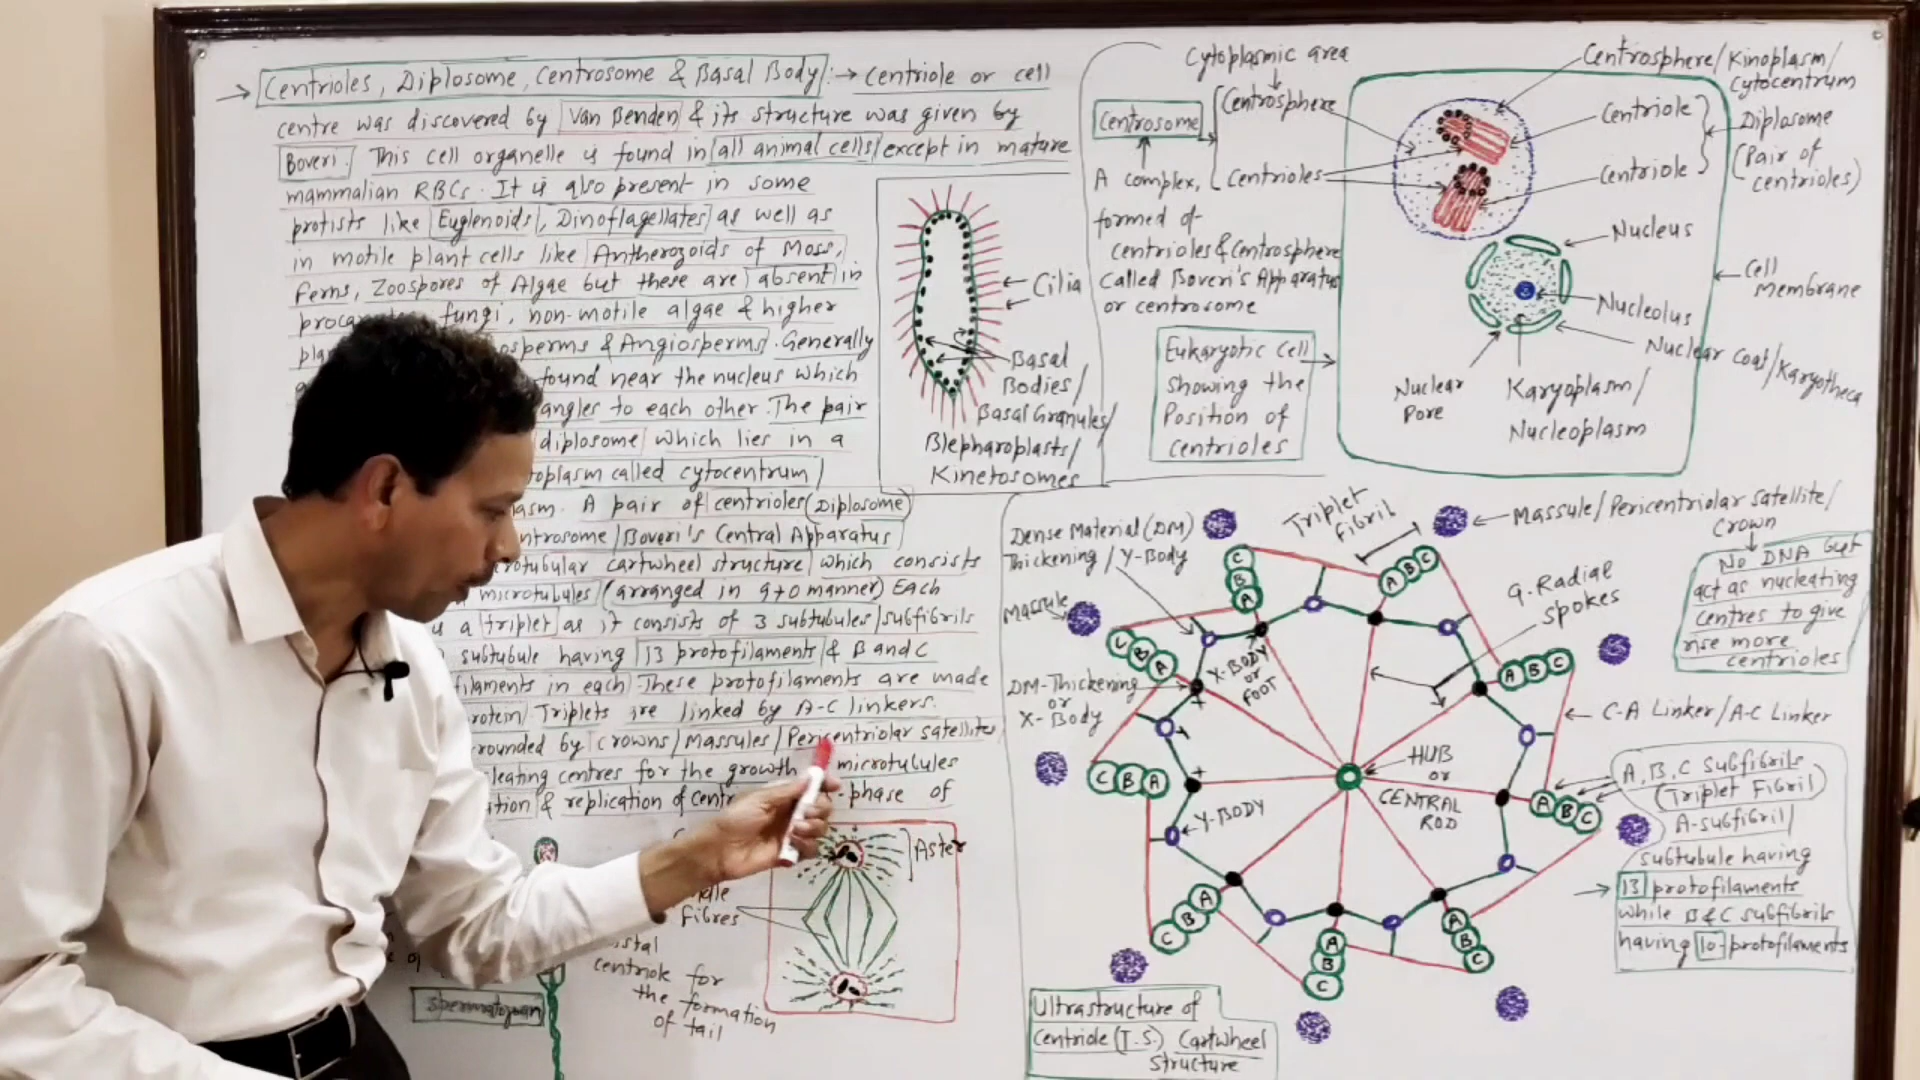 → Centrioles, Diplosome, Centrosome & Basal Body :→ Centriole or cell
centre was discovered by Van Benden & its structure was given by
Boveri. This cell organelle is found in all animal cells except in mature
mammalian RBCs. It is also present in some
protists like Euglenoids, Dinoflagellates as well as
in motile plant cells like Antherozoids of Moss,
Ferns, Zoospores of Algae but these are absent in
fungi, non-motile algae & higher
& Angiosperms. Generally
found near the nucleus which
angles to each other. The pair
diplosome which lies in a
called cytocentrum/
A pair of centrioles (Diplosome)
Boveri's Central Apparatus
cartwheel structure which consists
microtubules (arranged in 9+0 manner) Each
a triplet as it consists of 3 subtubules/subfibrils
subtubule having 13 protofilaments & B and C
in each. These protofilaments are made
Triplets are linked by A-C linkers.
by Crowns/Massules/Pericentriolar satellites
centres for the growth microtubules
& replication of -phase of
Cilia
Basal
Bodies/
Basal Granules/
Blepharoplasts/
Kinetosomes
Cytoplasmic area
Centrosphere
Centrosome
Centrioles
A complex,
formed of
centrioles & Centrosphere
Called Boveri's Apparatus
or centrosome
Eukaryotic Cell
showing the
Position of
centrioles
Centrosphere/Kinoplasm/
Cytocentrum
Centriole
Centriole
Diplosome
(Pair of
centrioles)
Nucleus
Cell
Membrane
Nucleolus
Nuclear Coat/Karyotheca
Nuclear
Pore
Karyoplasm/
Nucleoplasm
Aster
Fibres
centriole for
the formation
of tail
Spermatozoan
Dense Material (DM)
Thickening/Y-Body
Triplet
fibril
Massule/Pericentriolar Satellite/
Crown
No DNA but
act as nucleating
centres to give
rise more
centrioles
Massule
9-Radial
spokes
DM-Thickening
or
X-Body
X-BODY
or
FOOT
C-A Linker/A-C Linker
HUB
or
CENTRAL
ROD
Y-BODY
C B A
A B C
C B A
A B C
C B A
A B C
A B C
C B A
A B C
A,B,C Subfibrils
(Triplet Fibril)
A-subfibril/
subtubule having
→ 13 protofilaments
while B & C subfibrils
having 10-protofilaments
Ultrastructure of
Centriole (T.S.) Cartwheel
Structure